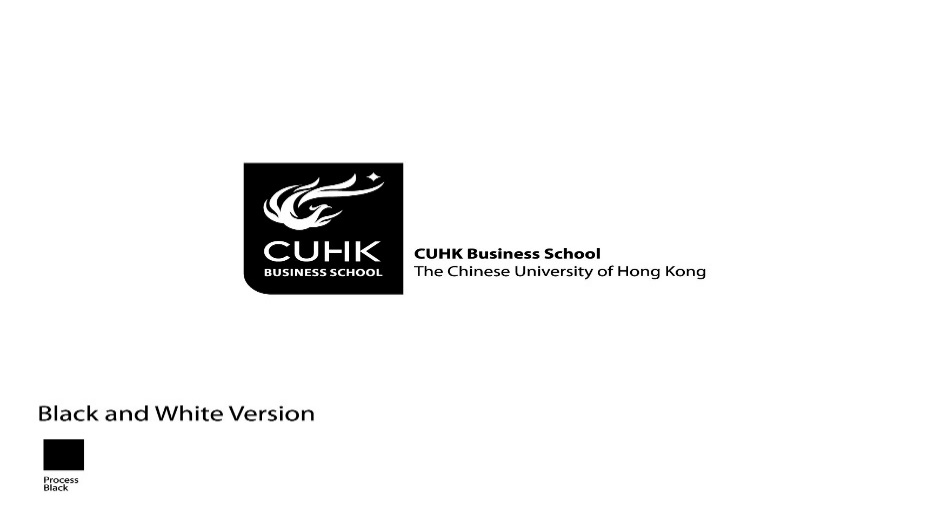 CUHK
BUSINESS SCHOOL
CUHK Business School
The Chinese University of Hong Kong
Black and White Version
Process
Black